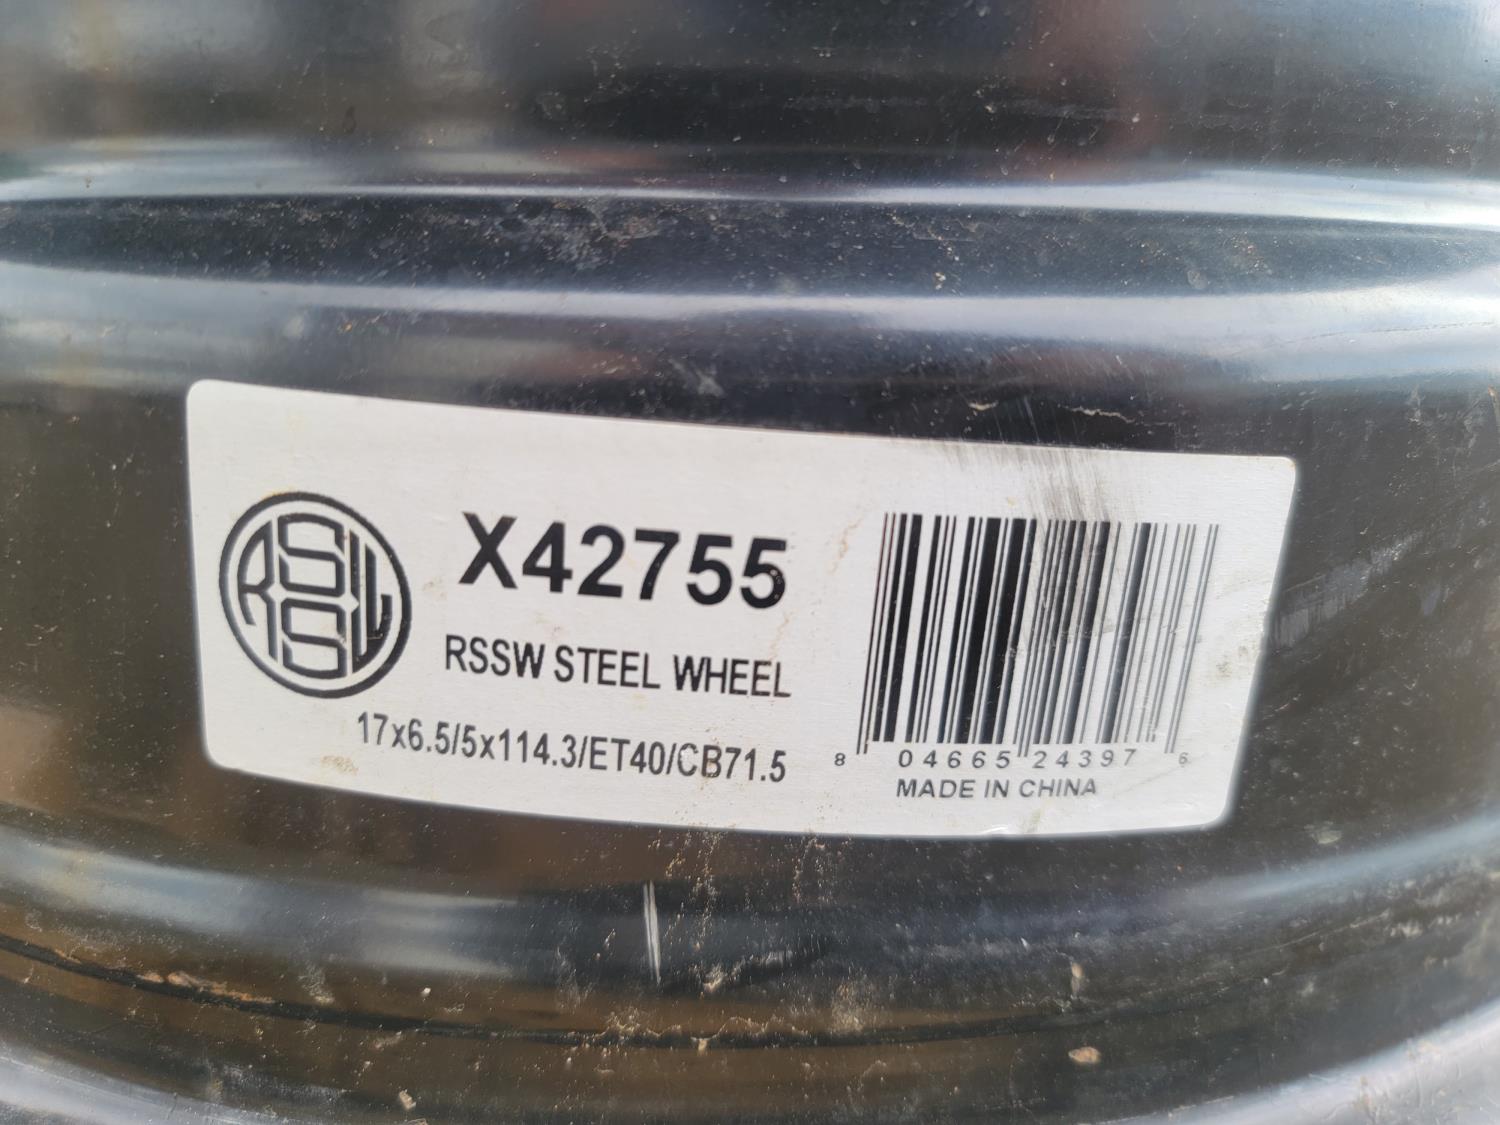 RSSW
X42755
RSSW STEEL WHEEL
17x6.5/5x114.3/ET40/CB71.5
8 04665 24397 6
MADE IN CHINA